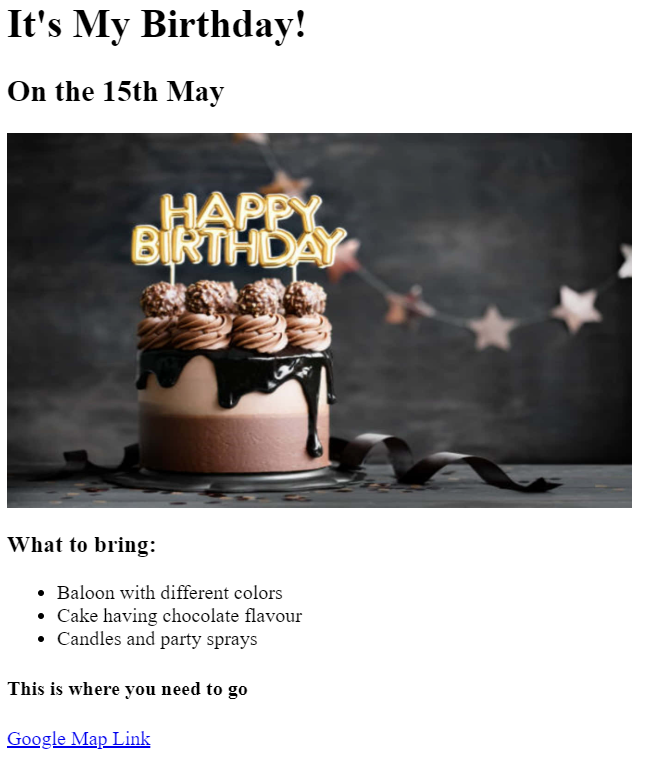 It's My Birthday!
On the 15th May
HAPPY
BIRTHDAY
What to bring:
Baloon with different colors
Cake having chocolate flavour
Candles and party sprays
This is where you need to go
Google Map Link